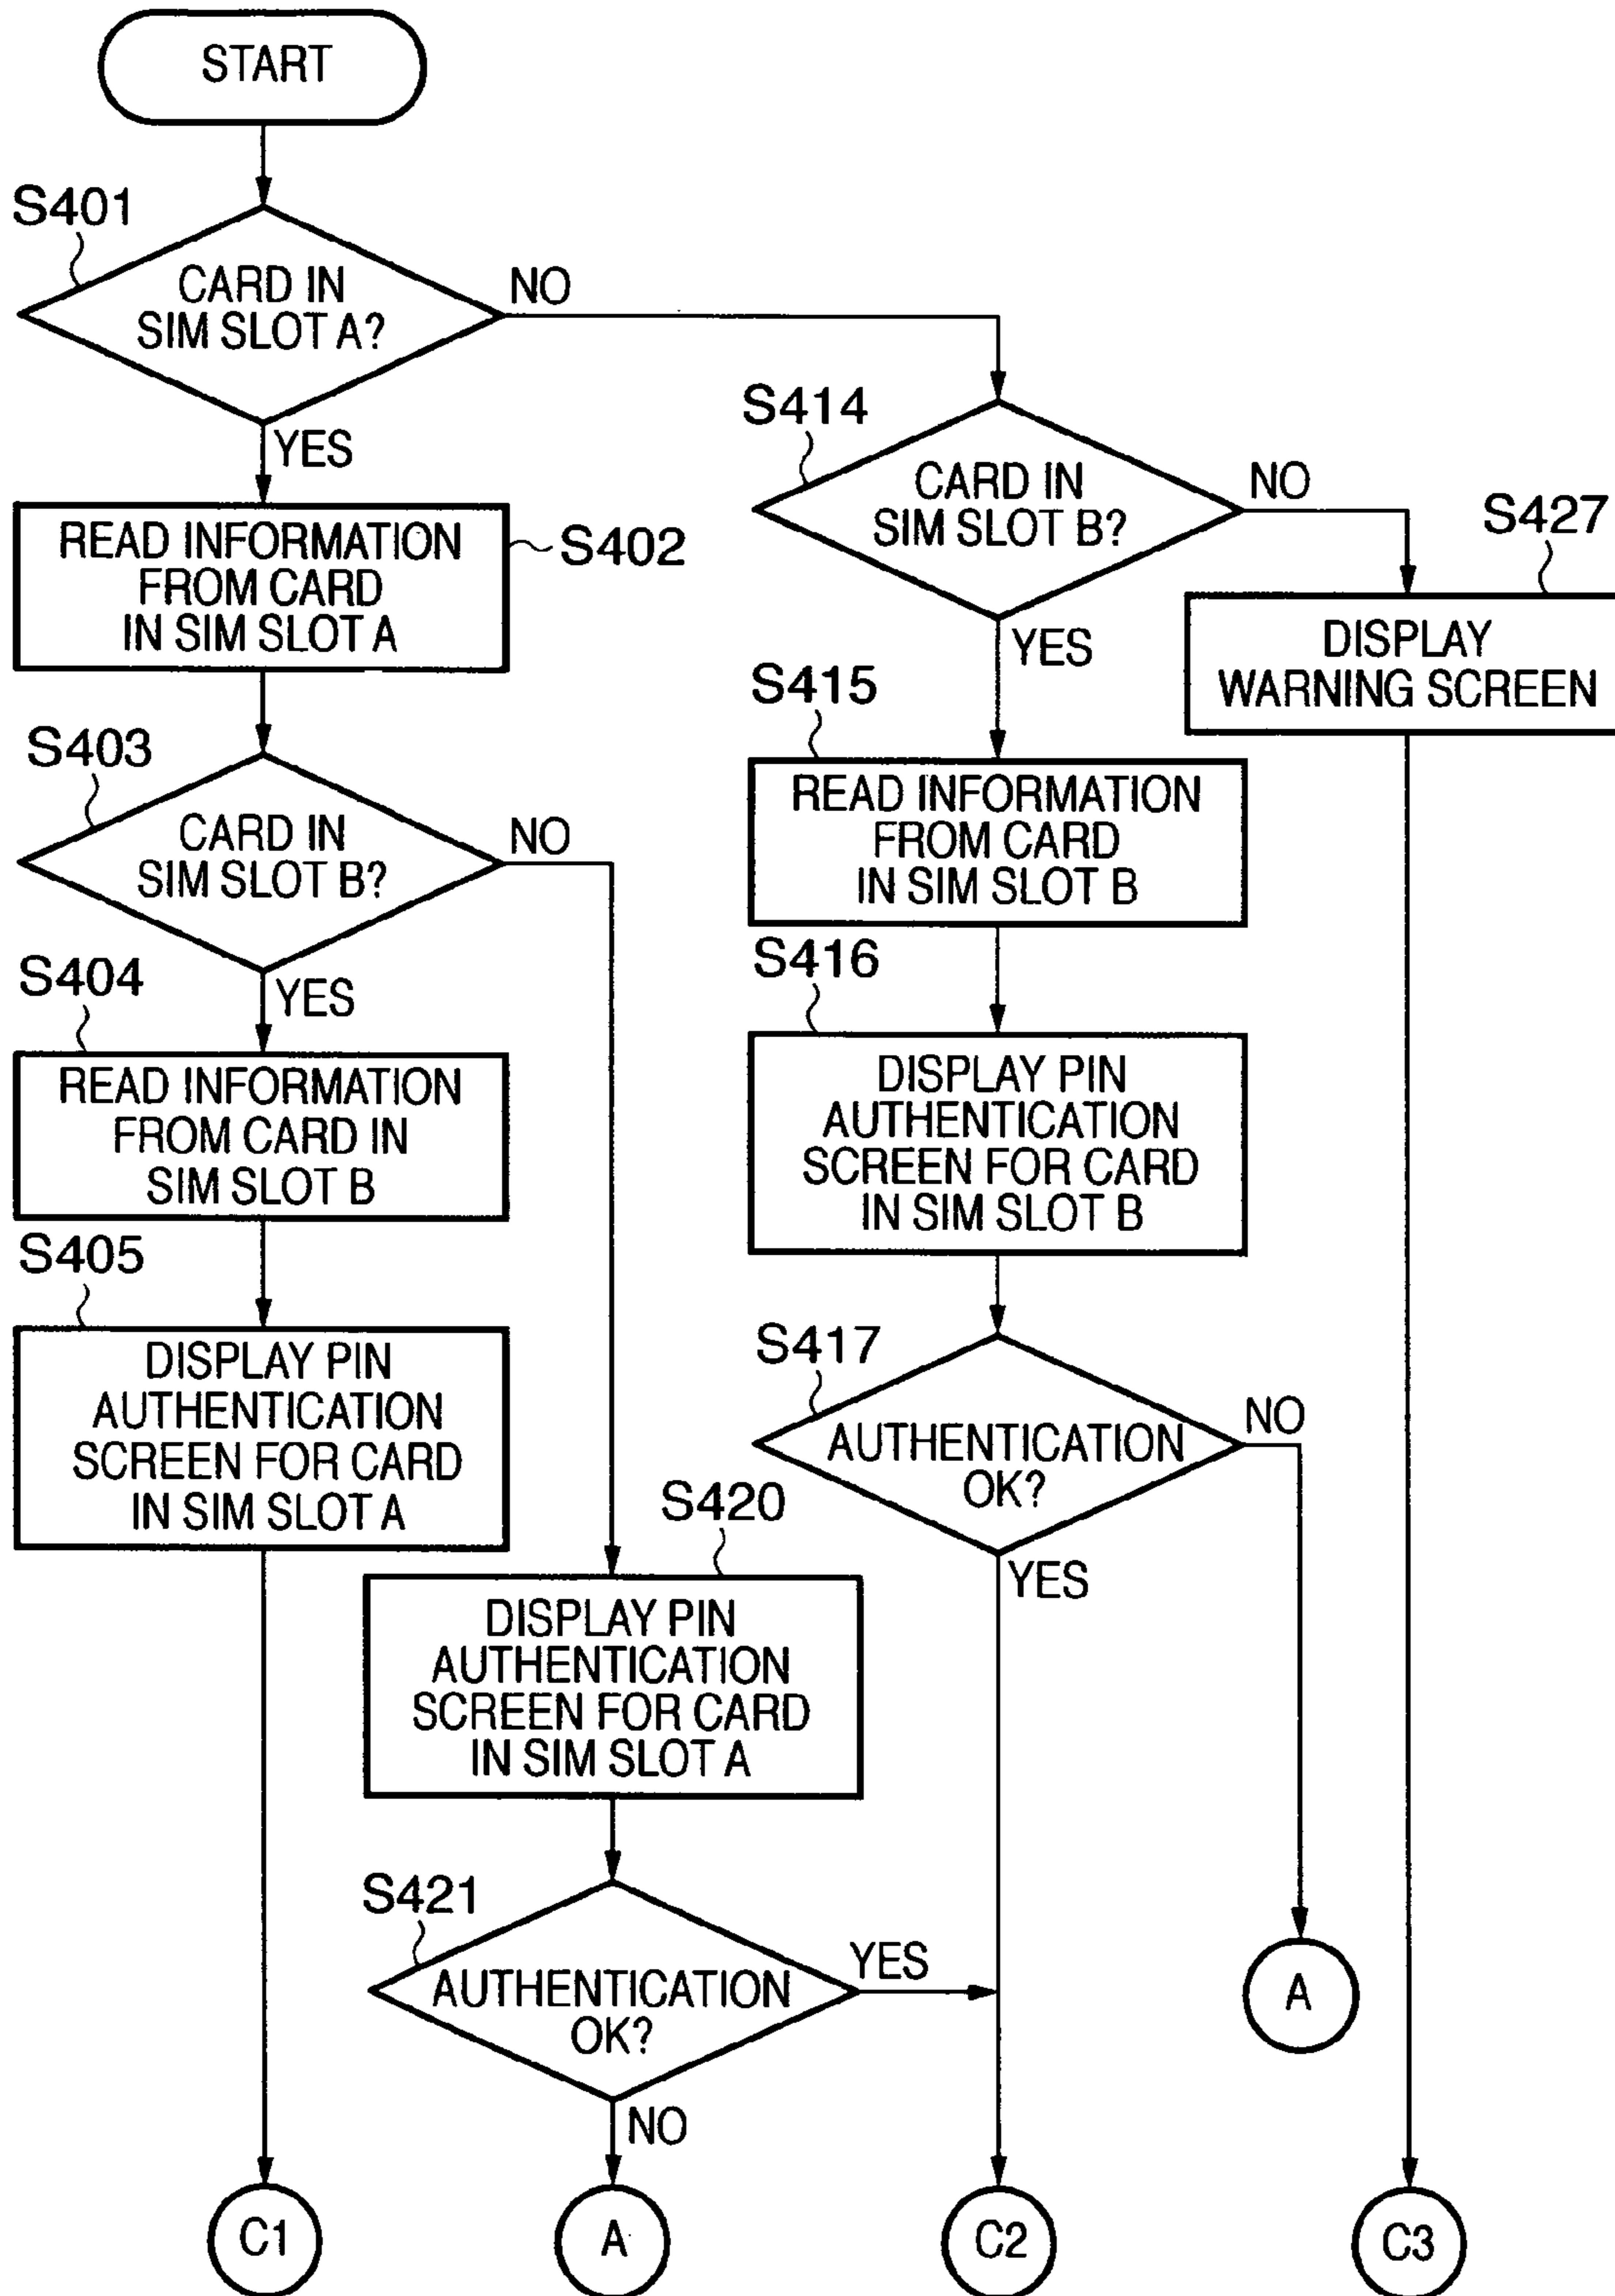 START
S401
CARD IN
SIM SLOT A?
NO
YES
S414
CARD IN
SIM SLOT B?
NO
YES
S427
DISPLAY
WARNING SCREEN
READ INFORMATION
FROM CARD
IN SIM SLOT A
S402
S403
CARD IN
SIM SLOT B?
NO
YES
S415
READ INFORMATION
FROM CARD
IN SIM SLOT B
S404
READ INFORMATION
FROM CARD IN
SIM SLOT B
S416
DISPLAY PIN
AUTHENTICATION
SCREEN FOR CARD
IN SIM SLOT B
S405
DISPLAY PIN
AUTHENTICATION
SCREEN FOR CARD
IN SIM SLOT A
S417
AUTHENTICATION
OK?
NO
YES
S420
DISPLAY PIN
AUTHENTICATION
SCREEN FOR CARD
IN SIM SLOT A
S421
AUTHENTICATION
OK?
YES
NO
A
C1
A
C2
C3